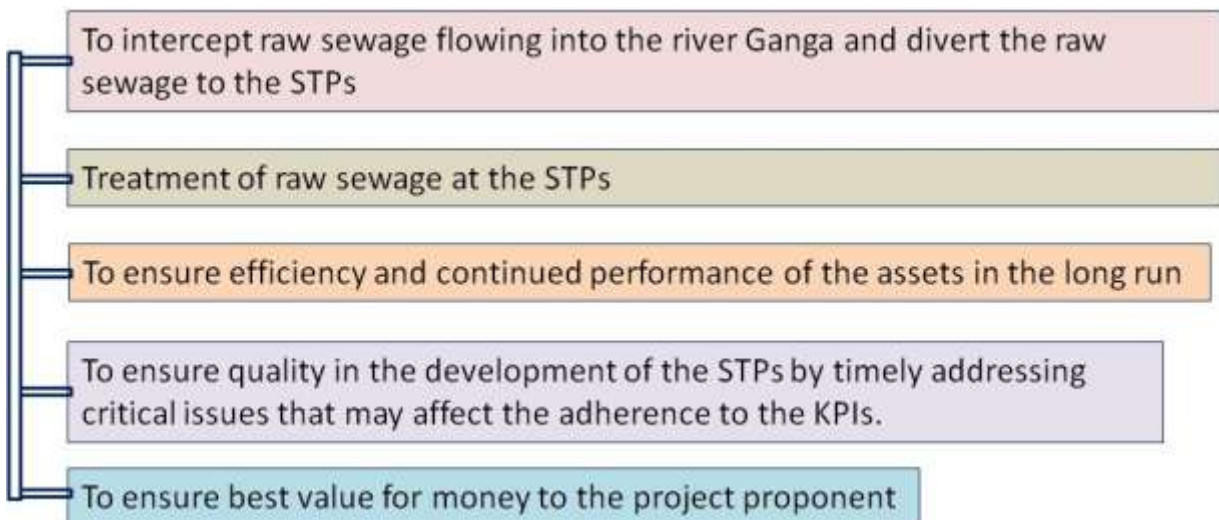 To intercept raw sewage flowing into the river Ganga and divert the raw
sewage to the STPs
Treatment of raw sewage at the STPs
To ensure efficiency and continued performance of the assets in the long run
To ensure quality in the development of the STPs by timely addressing
critical issues that may affect the adherence to the KPIs.
To ensure best value for money to the project proponent